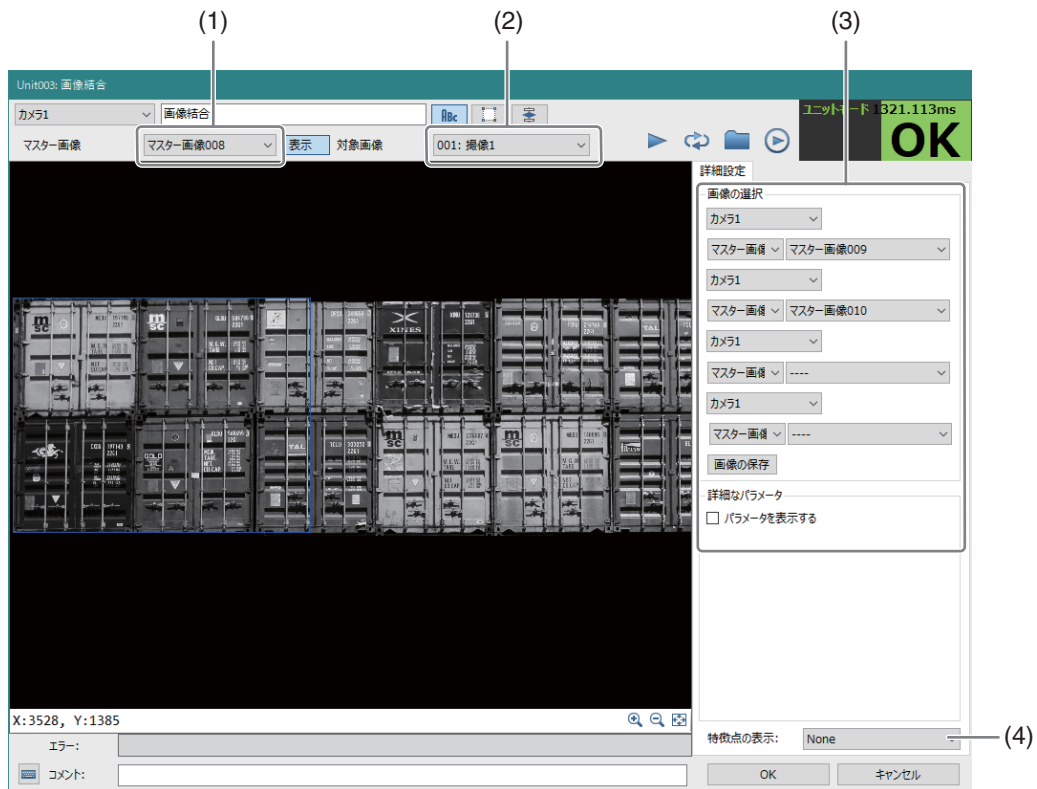 (1) (2) (3)
Unit003: 画像結合
カメラ1 画像結合 ABC ユニットモード 1321.113ms
OK
マスター画像 マスター画像008 表示 対象画像 001: 撮像1
詳細設定
画像の選択
カメラ1
マスター画像 マスター画像009
カメラ1
マスター画像 マスター画像010
カメラ1
マスター画像 ----
カメラ1
マスター画像 ----
画像の保存
詳細なパラメータ
パラメータを表示する
msc
XINES
TAL
GOLD
TAL
msc
X:3528, Y:1385
特徴点の表示: None (4)
エラー:
コメント:
OK キャンセル